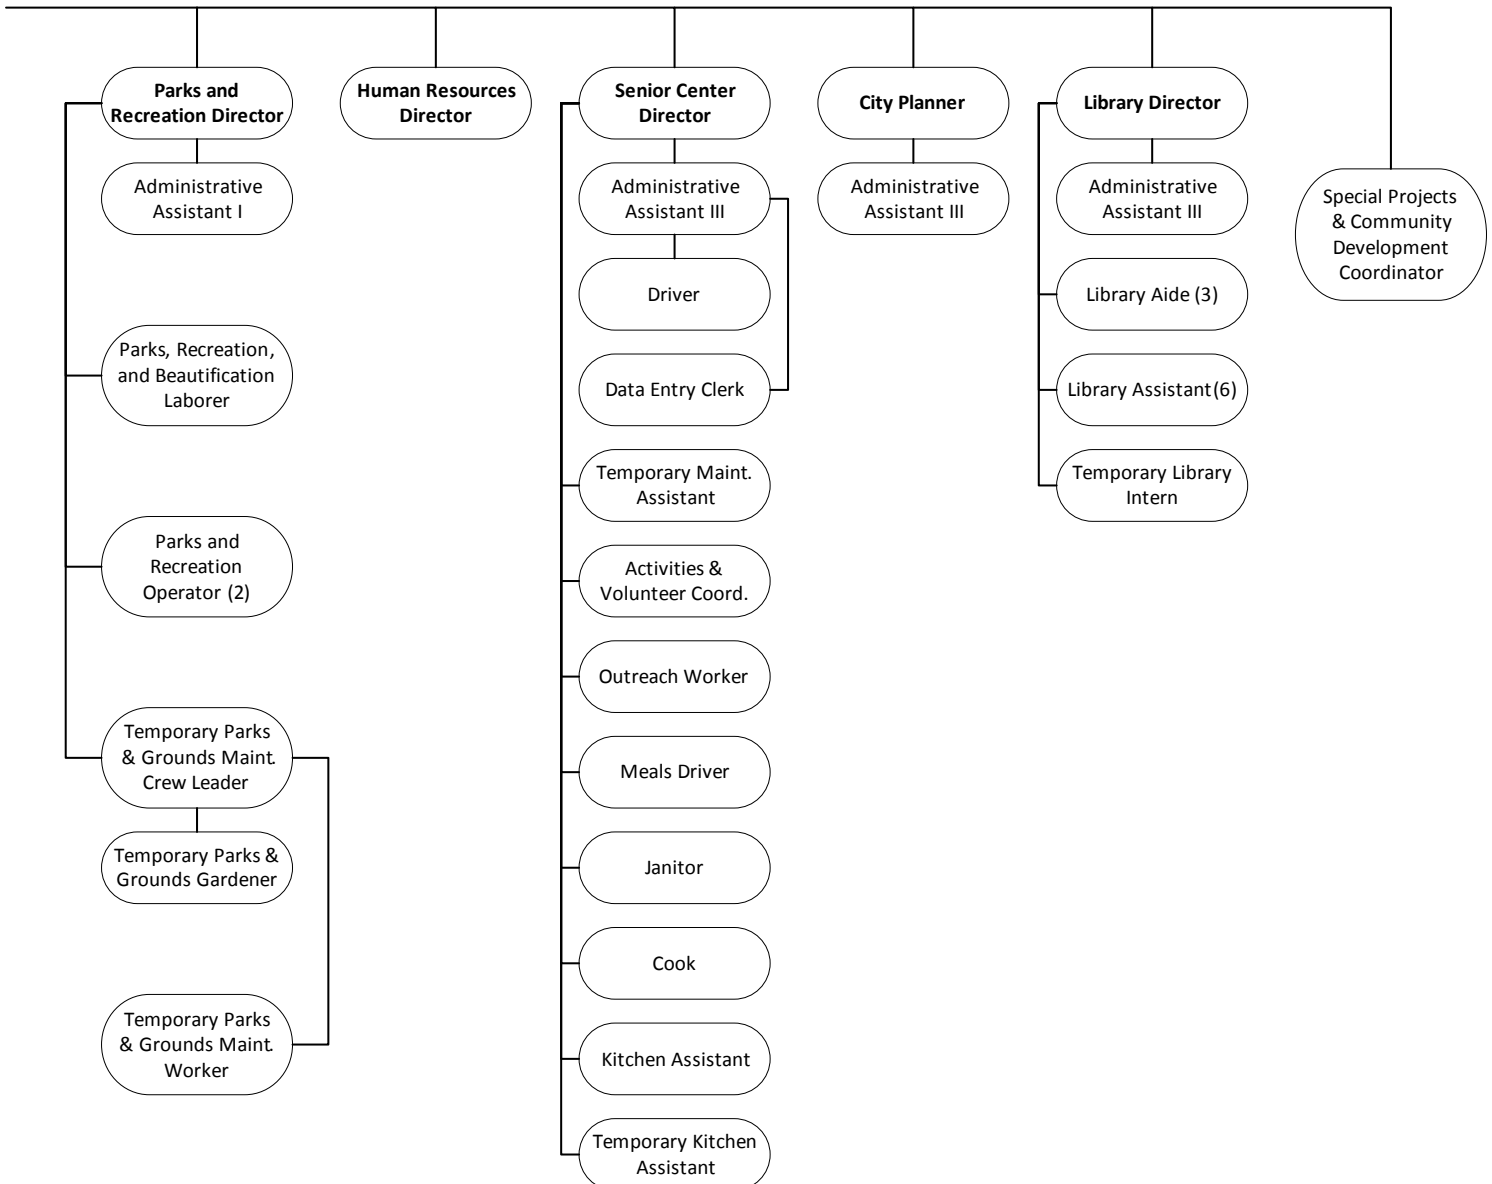 Parks and
Recreation Director
Administrative
Assistant I
Parks, Recreation,
and Beautification
Laborer
Parks and
Recreation
Operator (2)
Temporary Parks
& Grounds Maint.
Crew Leader
Temporary Parks &
Grounds Gardener
Temporary Parks
& Grounds Maint.
Worker
Human Resources
Director
Senior Center
Director
Administrative
Assistant III
Driver
Data Entry Clerk
Temporary Maint.
Assistant
Activities &
Volunteer Coord.
Outreach Worker
Meals Driver
Janitor
Cook
Kitchen Assistant
Temporary Kitchen
Assistant
City Planner
Administrative
Assistant III
Library Director
Administrative
Assistant III
Library Aide (3)
Library Assistant (6)
Temporary Library
Intern
Special Projects
& Community
Development
Coordinator